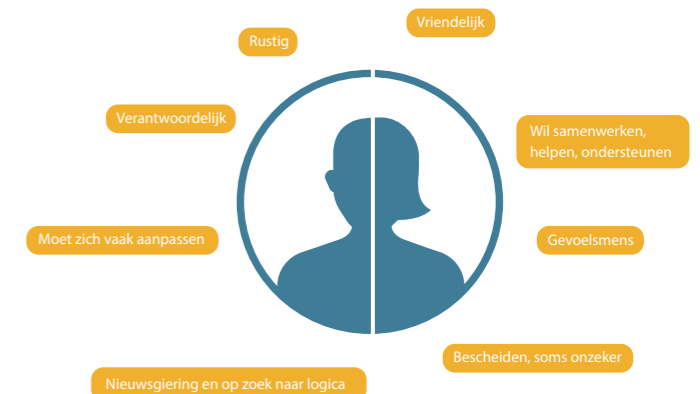 Vriendelijk
Rustig
Verantwoordelijk
Wil samenwerken,
helpen, ondersteunen
Moet zich vaak aanpassen
Gevoelsmens
Bescheiden, soms onzeker
Nieuwsgiering en op zoek naar logica